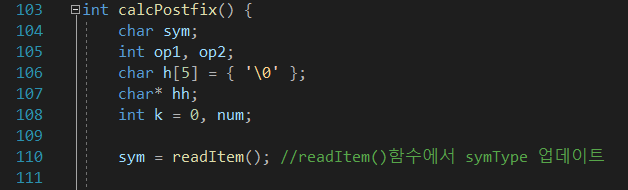 103 int calcPostfix() {
104 char sym;
105 int op1, op2;
106 char h[5] = { '\0' };
107 char* hh;
108 int k = 0, num;
109
110 sym = readItem(); //readItem()함수에서 symType 업데이트
111